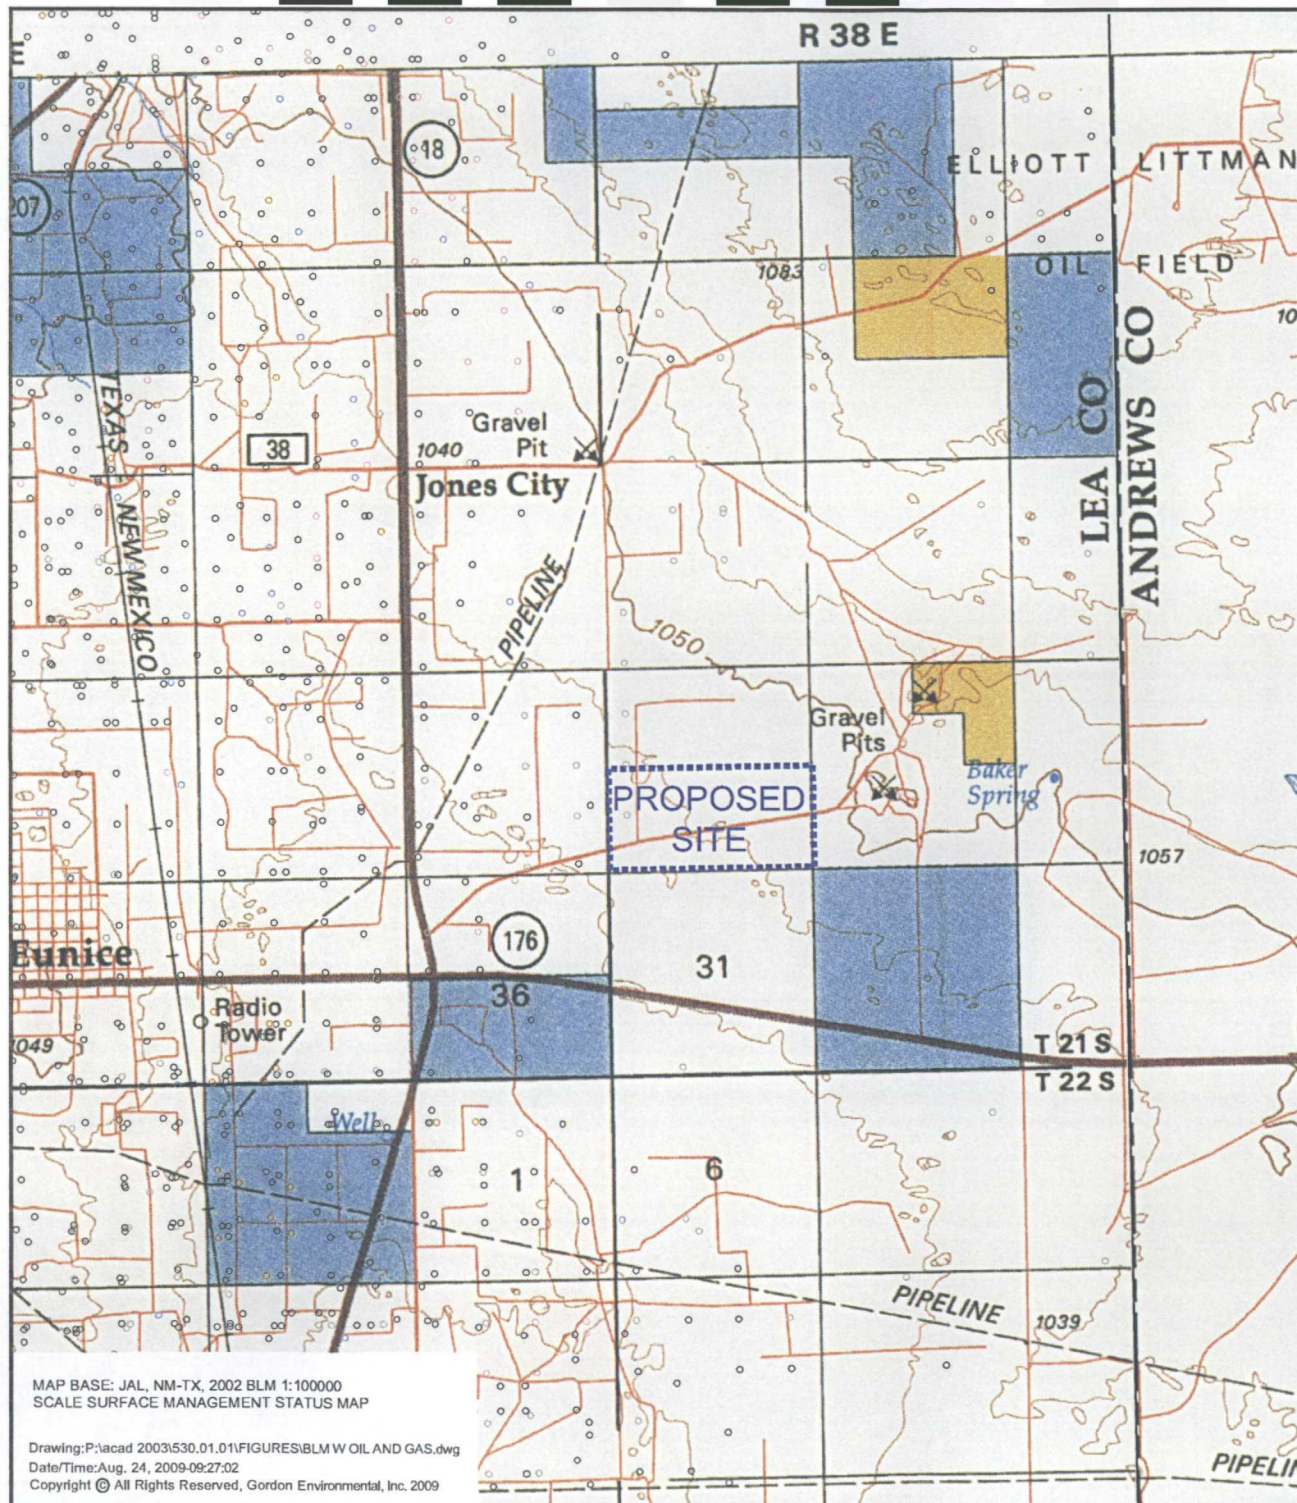 E
R 38 E
18
ELLIOTT LITTMAN
207
1083
OIL FIELD
10
LEA CO
ANDREWS CO
TEXAS - NEW MEXICO
38
1040
Gravel
Pit
Jones City
PIPELINE
1050
Gravel
Pits
Baker
Spring
PROPOSED
SITE
1057
176
Eunice
31
36
Radio
Tower
1049
T 21 S
T 22 S
Well
1
6
PIPELINE
1039
PIPELIN
MAP BASE: JAL, NM-TX, 2002 BLM 1:100000
SCALE SURFACE MANAGEMENT STATUS MAP
Drawing:P:\acad 2003\530.01.01\FIGURES\BLM W OIL AND GAS.dwg
Date/Time:Aug. 24, 2009-09:27:02
Copyright © All Rights Reserved, Gordon Environmental, Inc. 2009